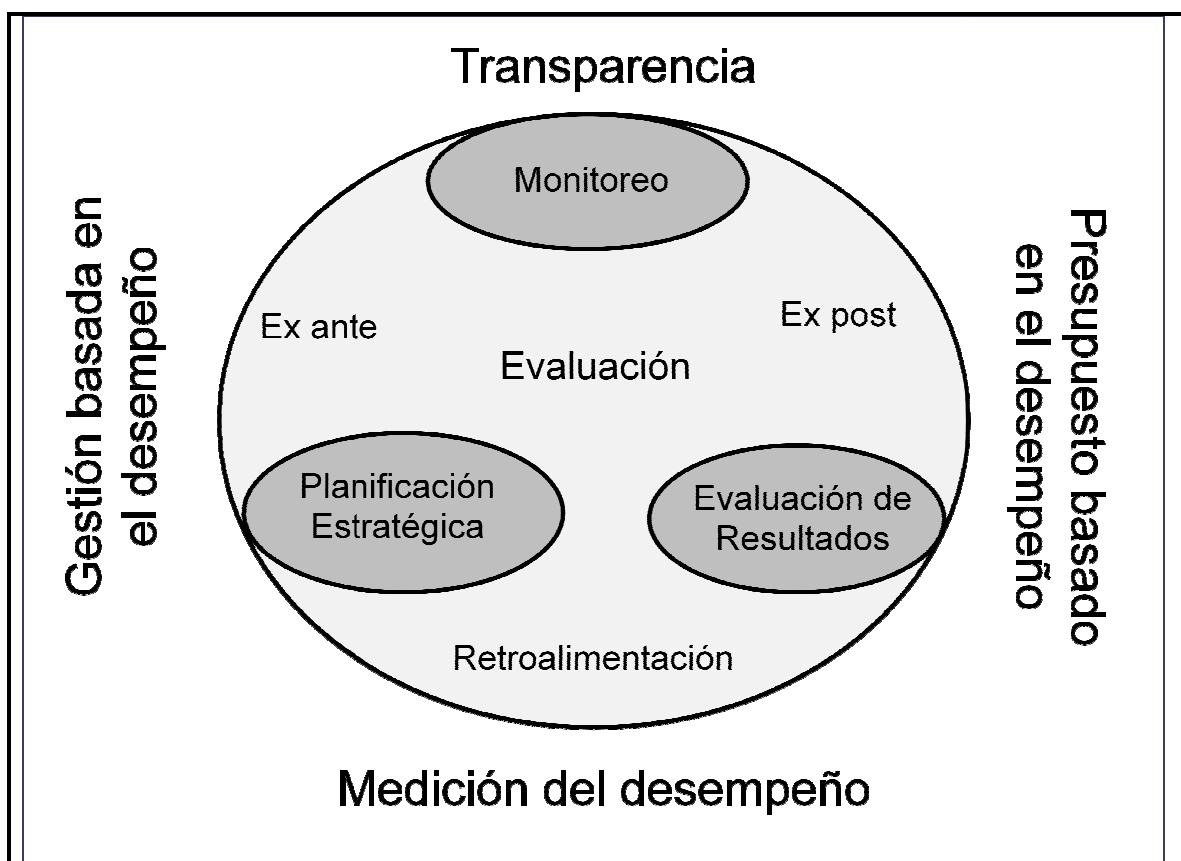 Transparencia
Monitoreo
Gestión basada en
el desempeño
Presupuesto basado
en el desempeño
Ex ante
Ex post
Evaluación
Planificación
Estratégica
Evaluación de
Resultados
Retroalimentación
Medición del desempeño